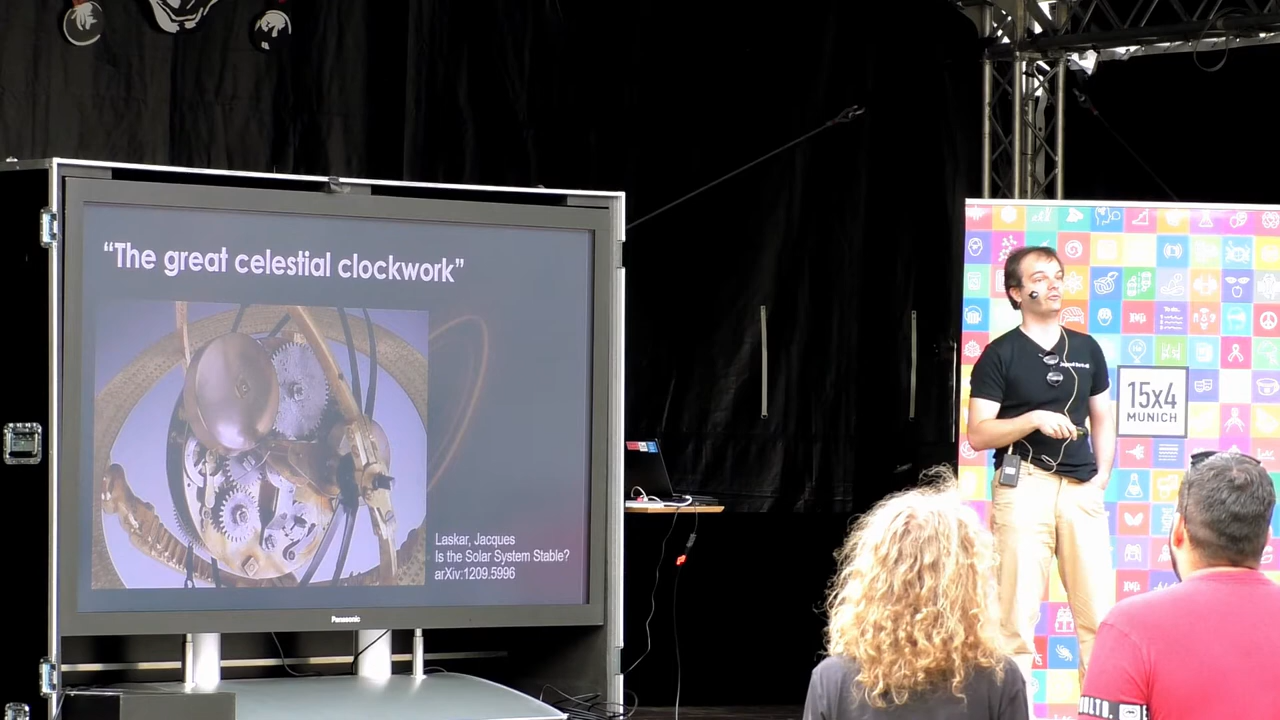 “The great celestial clockwork”
Laskar, Jacques
Is the Solar System Stable?
arXiv:1209.5996
Panasonic
15x4
MUNICH